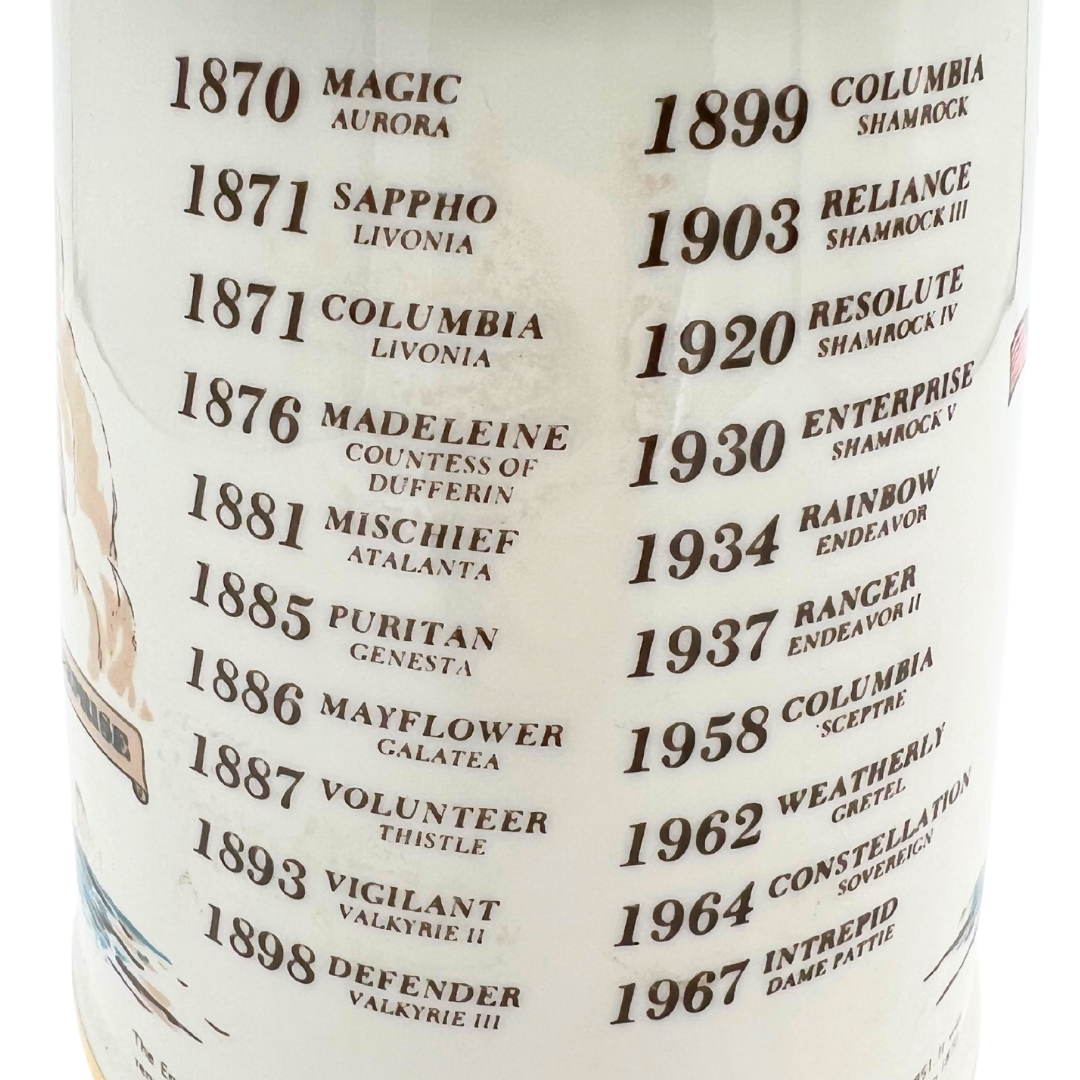 1870 MAGIC
AURORA
1871 SAPPHO
LIVONIA
1871 COLUMBIA
LIVONIA
1876 MADELEINE
COUNTESS OF
DUFFERIN
1881 MISCHIEF
ATALANTA
1885 PURITAN
GENESTA
1886 MAYFLOWER
GALATEA
1887 VOLUNTEER
THISTLE
1893 VIGILANT
VALKYRIE II
1898 DEFENDER
VALKYRIE III
1899 COLUMBIA
SHAMROCK
1903 RELIANCE
SHAMROCK III
1920 RESOLUTE
SHAMROCK IV
1930 ENTERPRISE
SHAMROCK V
1934 RAINBOW
ENDEAVOR
1937 RANGER
ENDEAVOR II
1958 COLUMBIA
SCEPTRE
1962 WEATHERLY
GRETEL
1964 CONSTELLATION
SOVEREIGN
1967 INTREPID
DAME PATTIE
The